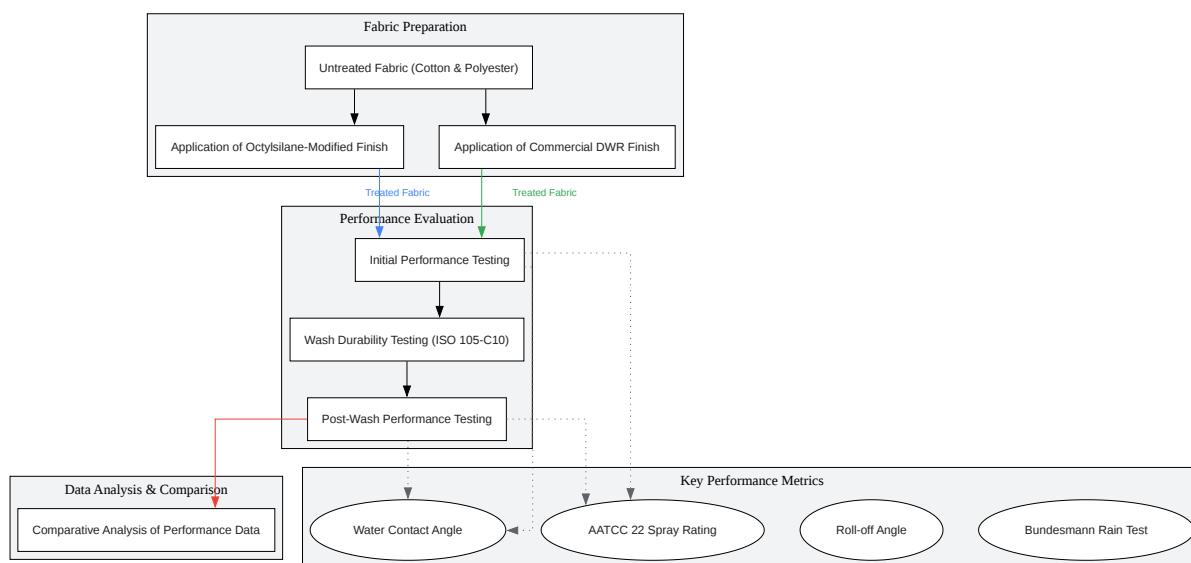 Fabric Preparation
Untreated Fabric (Cotton & Polyester)
Application of Octylsilane-Modified Finish
Application of Commercial DWR Finish
Treated Fabric
Treated Fabric
Performance Evaluation
Initial Performance Testing
Wash Durability Testing (ISO 105-C10)
Post-Wash Performance Testing
Data Analysis & Comparison
Comparative Analysis of Performance Data
Key Performance Metrics
Water Contact Angle
AATCC 22 Spray Rating
Roll-off Angle
Bundesmann Rain Test